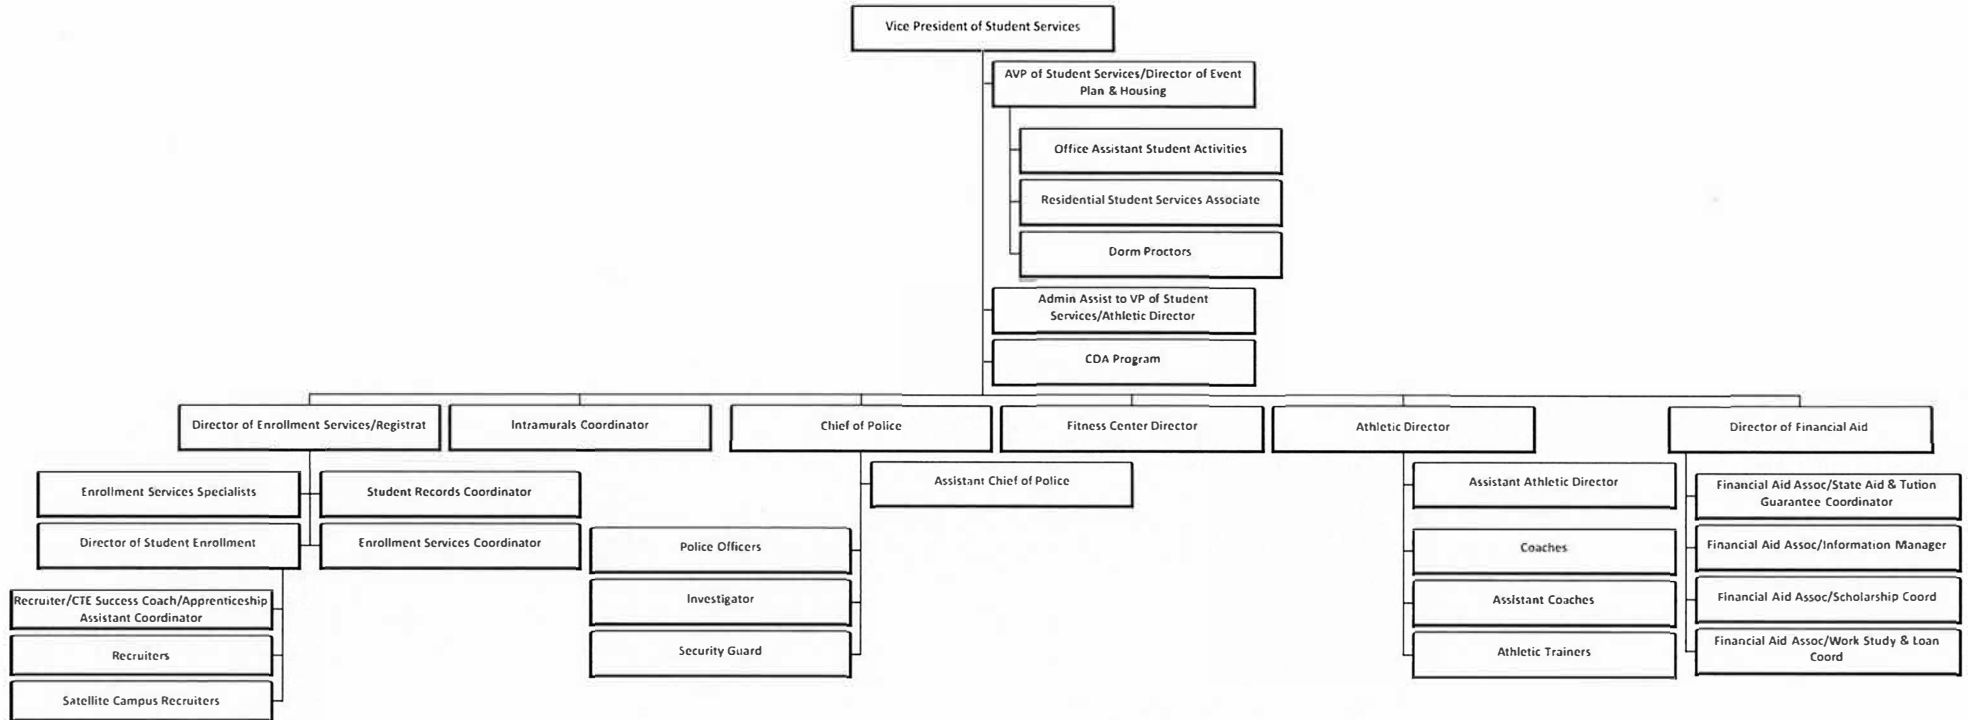 Vice President of Student Services
AVP of Student Services/Director of Event
Plan & Housing
Office Assistant Student Activities
Residential Student Services Associate
Dorm Proctors
Admin Assist to VP of Student
Services/Athletic Director
CDA Program
Director of Enrollment Services/Registrat
Intramurals Coordinator
Chief of Police
Fitness Center Director
Athletic Director
Director of Financial Aid
Enrollment Services Specialists
Student Records Coordinator
Director of Student Enrollment
Enrollment Services Coordinator
Recruiter/CTE Success Coach/Apprenticeship
Assistant Coordinator
Recruiters
Satellite Campus Recruiters
Assistant Chief of Police
Police Officers
Investigator
Security Guard
Assistant Athletic Director
Coaches
Assistant Coaches
Athletic Trainers
Financial Aid Assoc/State Aid & Tution
Guarantee Coordinator
Financial Aid Assoc/Information Manager
Financial Aid Assoc/Scholarship Coord
Financial Aid Assoc/Work Study & Loan
Coord